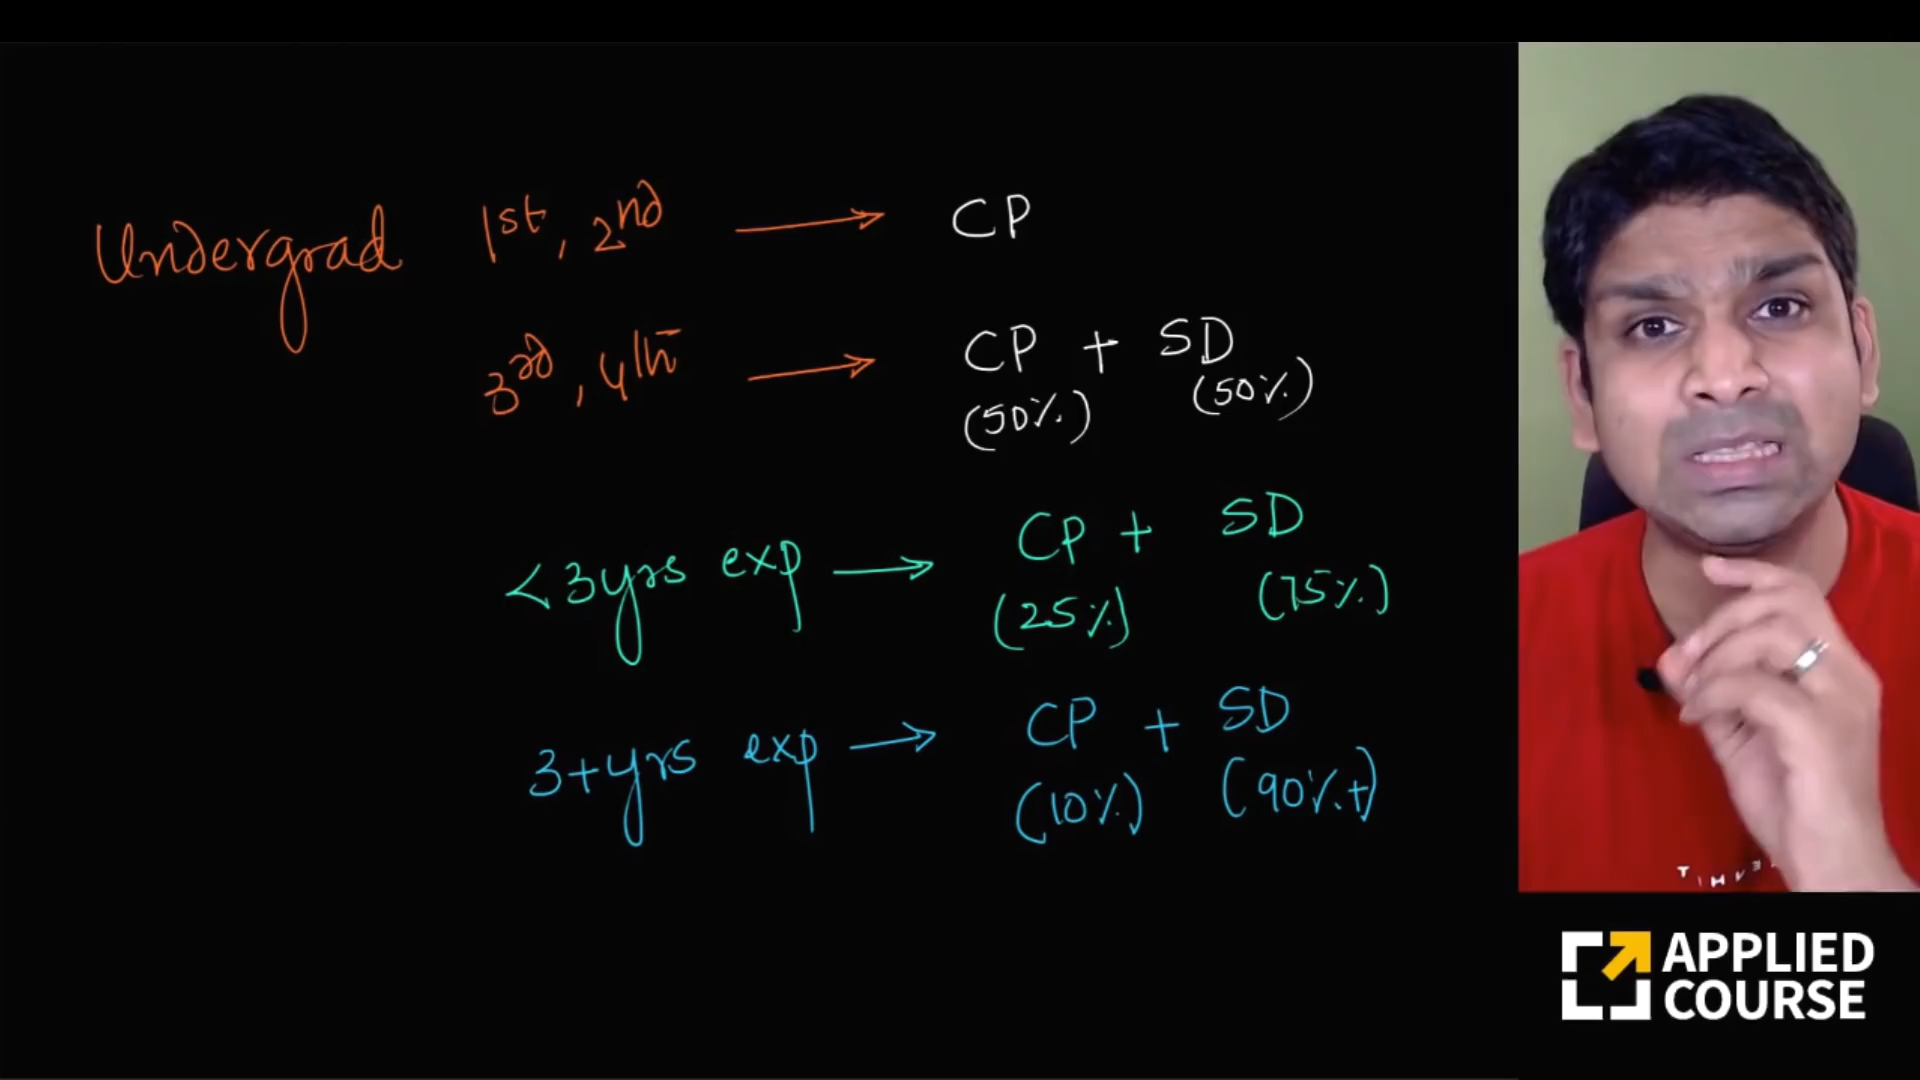 Undergrad 1st, 2nd → CP
3rd, 4th → CP + SD
(50%) (50%)
<3yrs exp → CP + SD
(25%) (75%)
3+yrs exp → CP + SD
(10%) (90%+)
APPLIED
COURSE